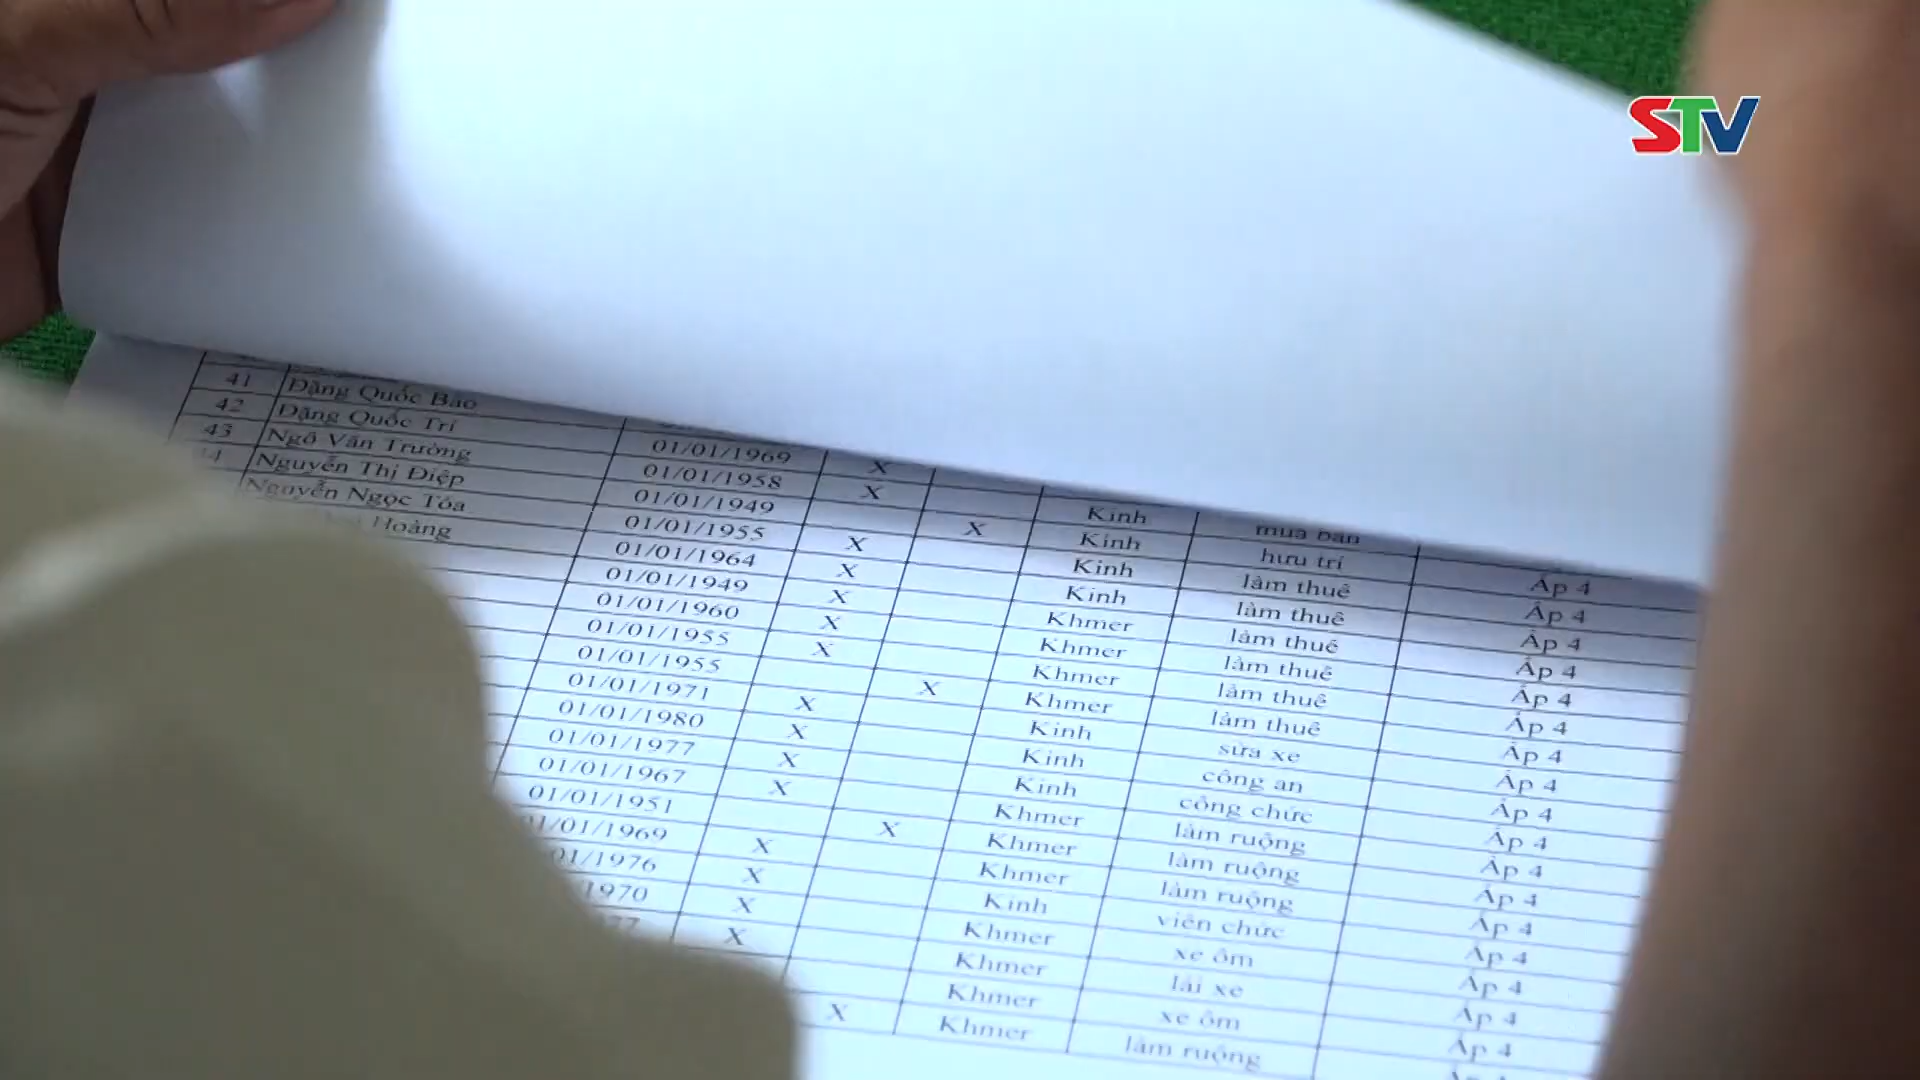 STV
41 Đặng Quốc Bảo
42 Đặng Quốc Trí 01/01/1969 X
43 Ngô Văn Trường 01/01/1958 X Kinh mua bán
Nguyễn Thị Điệp 01/01/1949 X Kinh hưu trí Ấp 4
Nguyễn Ngọc Tỏa 01/01/1955 X Kinh làm thuê Ấp 4
Hoàng 01/01/1964 X Kinh làm thuê Ấp 4
01/01/1949 X Khmer làm thuê Ấp 4
01/01/1960 X Khmer làm thuê Ấp 4
01/01/1955 X Khmer làm thuê Ấp 4
01/01/1955 X Khmer làm thuê Ấp 4
01/01/1971 X Kinh sửa xe Ấp 4
01/01/1980 X Kinh công an Ấp 4
01/01/1977 X Kinh công chức Ấp 4
01/01/1967 X Khmer làm ruộng Ấp 4
01/01/1951 X Khmer làm ruộng Ấp 4
01/01/1969 X Khmer làm ruộng Ấp 4
01/1976 X Kinh viên chức Ấp 4
1970 X Khmer xe ôm Ấp 4
77 X Khmer lái xe Ấp 4
Khmer xe ôm Ấp 4
X Khmer làm ruộng Ấp 4